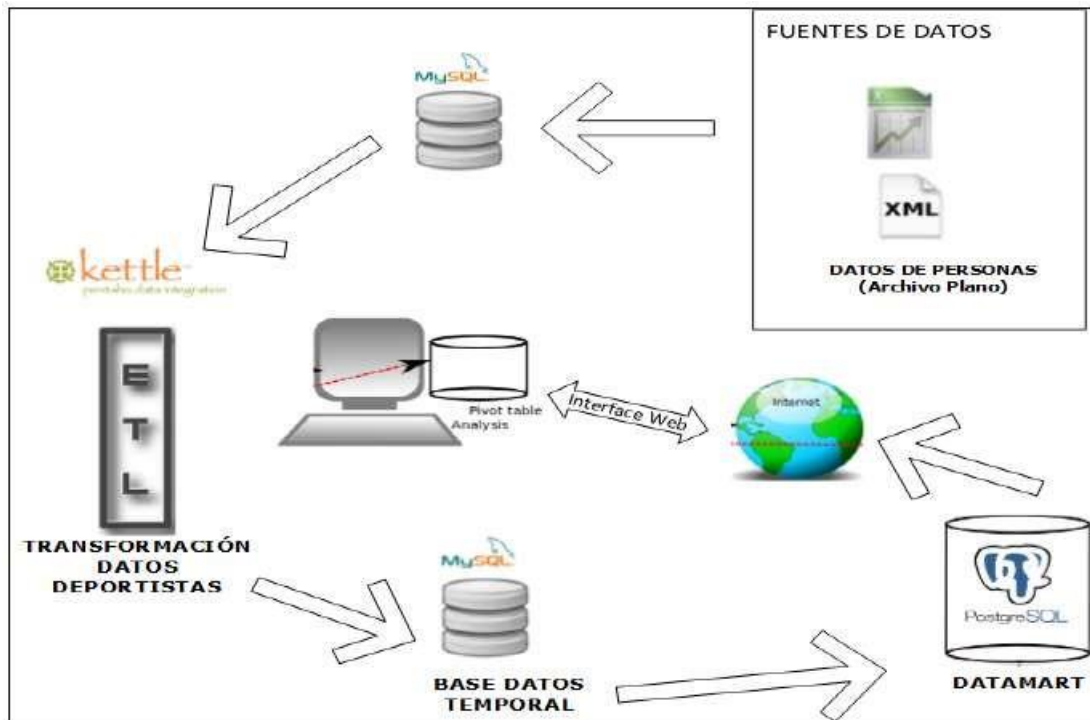 FUENTES DE DATOS
MySQL
XML
DATOS DE PERSONAS
(Archivo Plano)
kettle
pentaho data integration
E
T
L
Pivot table
Analysis
Interface Web
Internet
TRANSFORMACIÓN
DATOS
DEPORTISTAS
MySQL
BASE DATOS
TEMPORAL
PostgreSQL
DATAMART